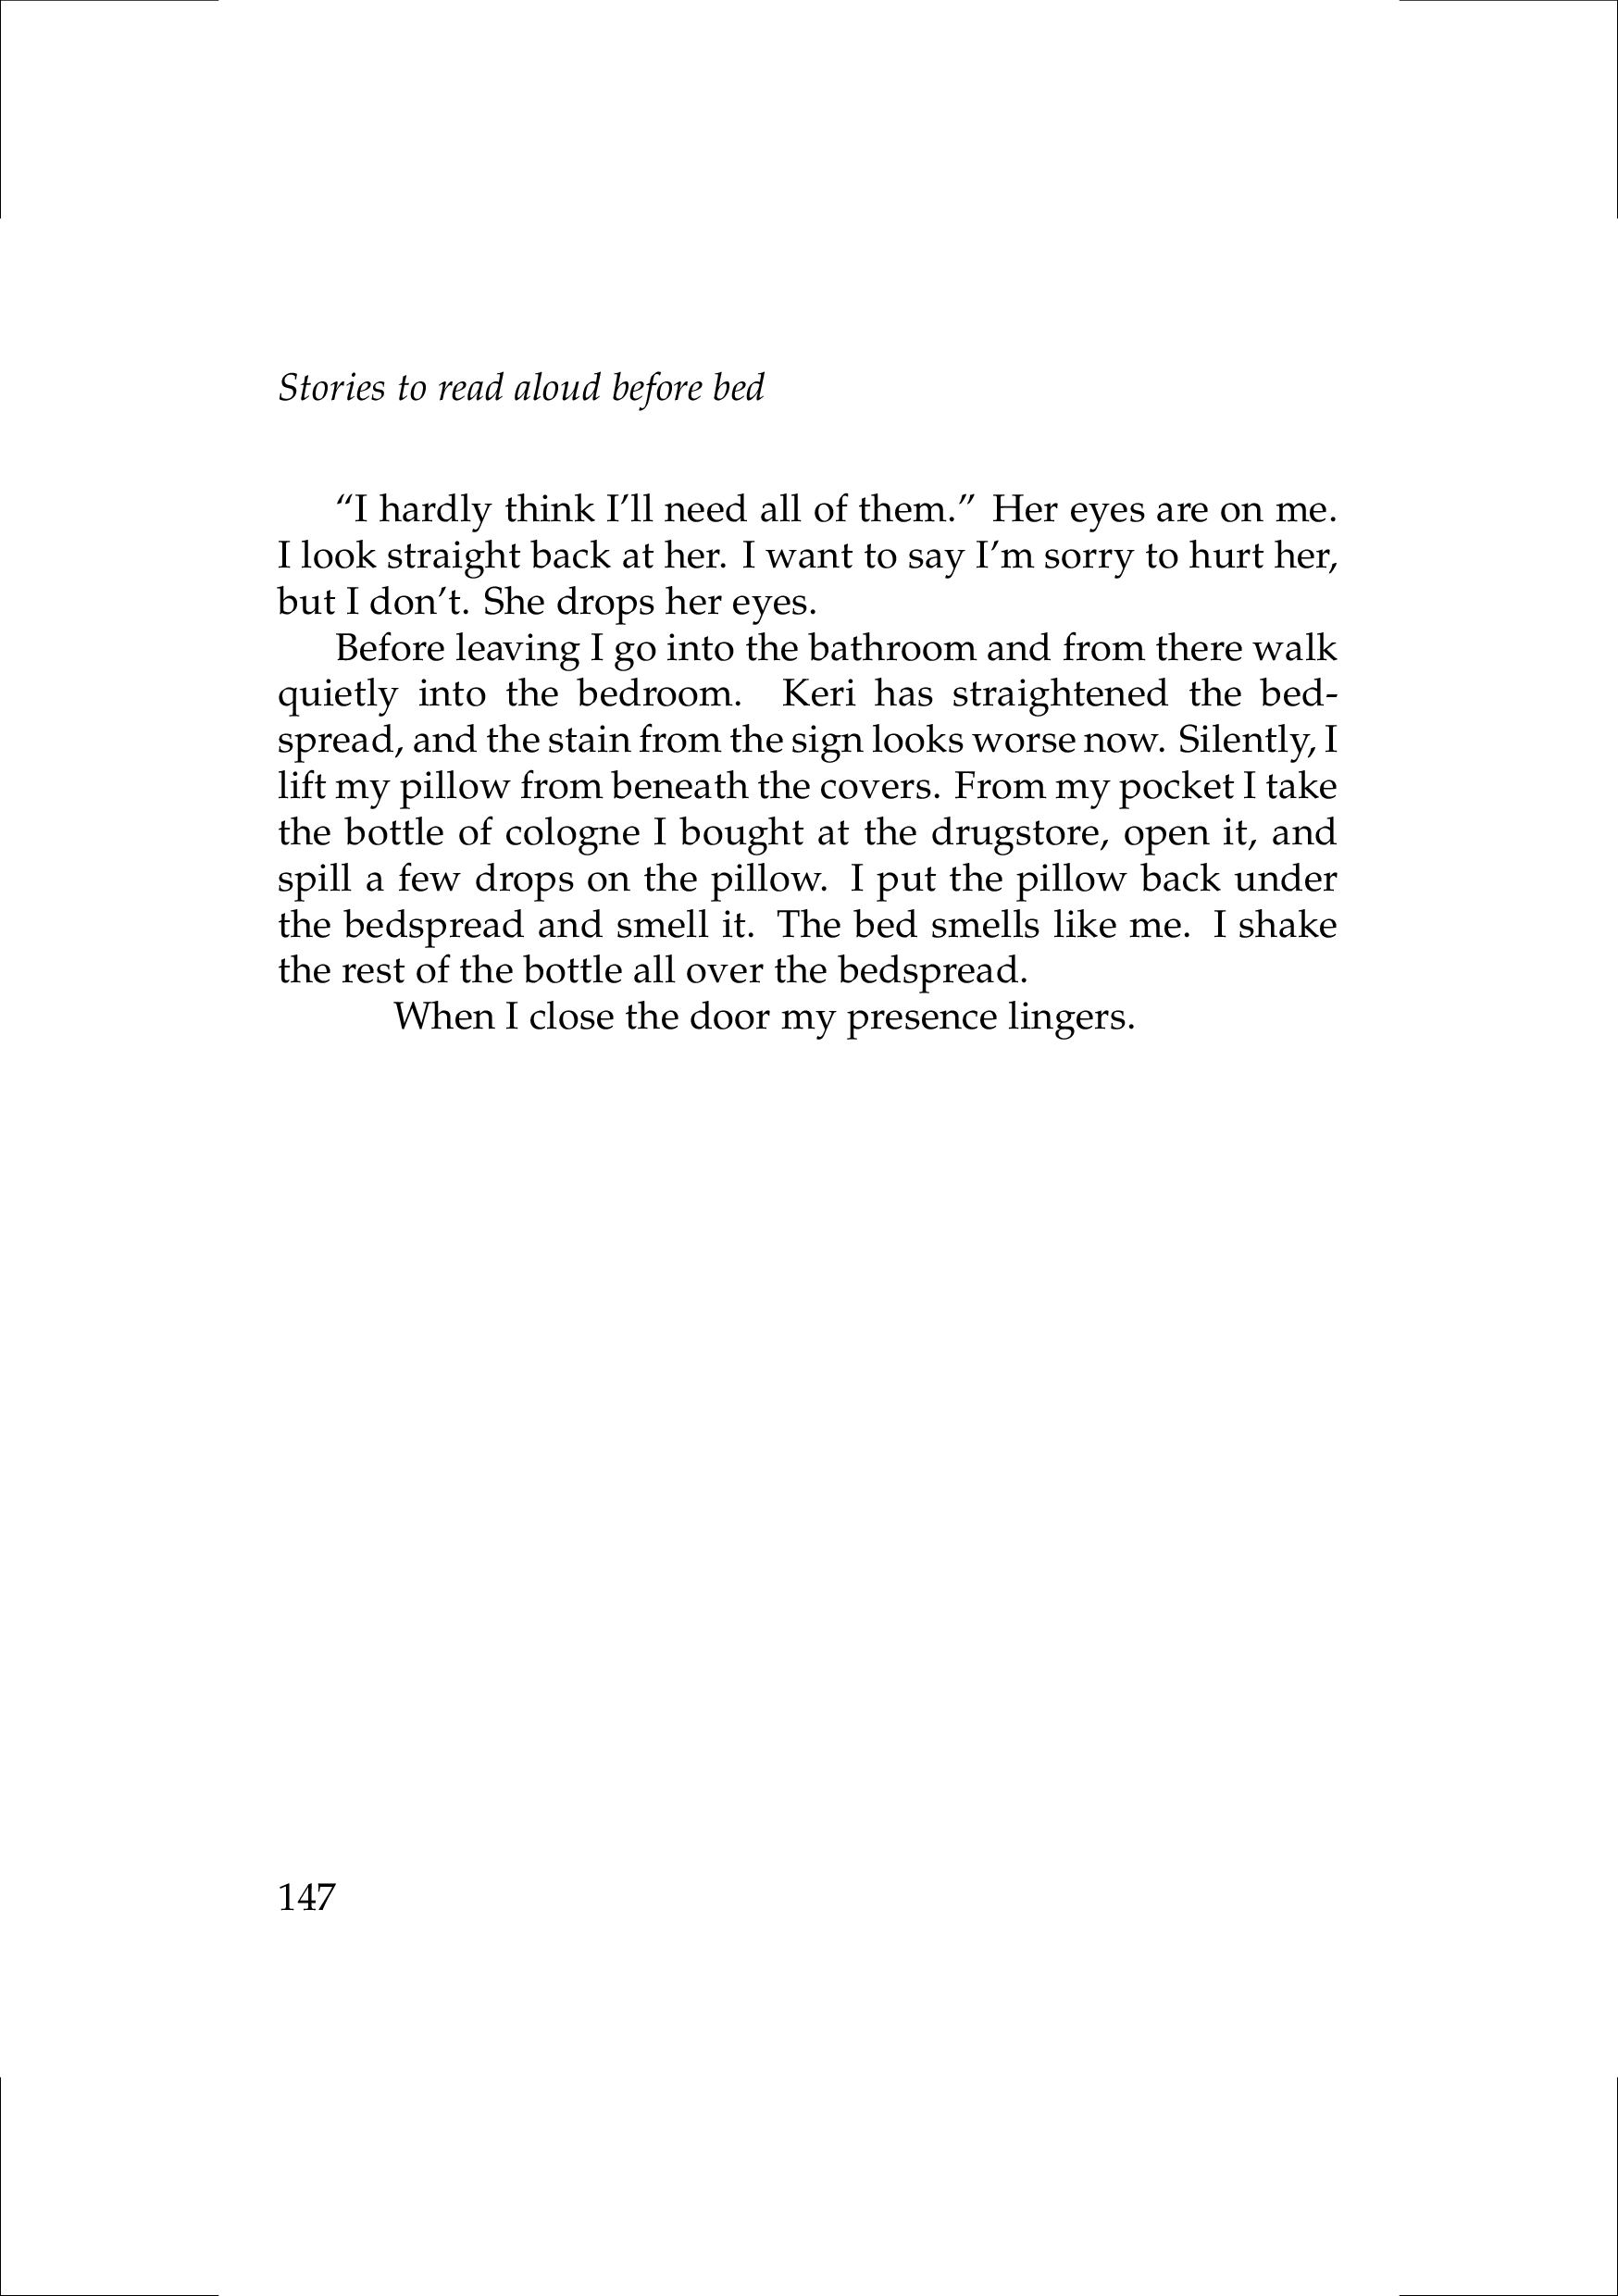 Stories to read aloud before bed
“I hardly think I’ll need all of them.” Her eyes are on me.
I look straight back at her. I want to say I’m sorry to hurt her,
but I don’t. She drops her eyes.
Before leaving I go into the bathroom and from there walk
quietly into the bedroom. Keri has straightened the bed-
spread, and the stain from the sign looks worse now. Silently, I
lift my pillow from beneath the covers. From my pocket I take
the bottle of cologne I bought at the drugstore, open it, and
spill a few drops on the pillow. I put the pillow back under
the bedspread and smell it. The bed smells like me. I shake
the rest of the bottle all over the bedspread.
When I close the door my presence lingers.
147